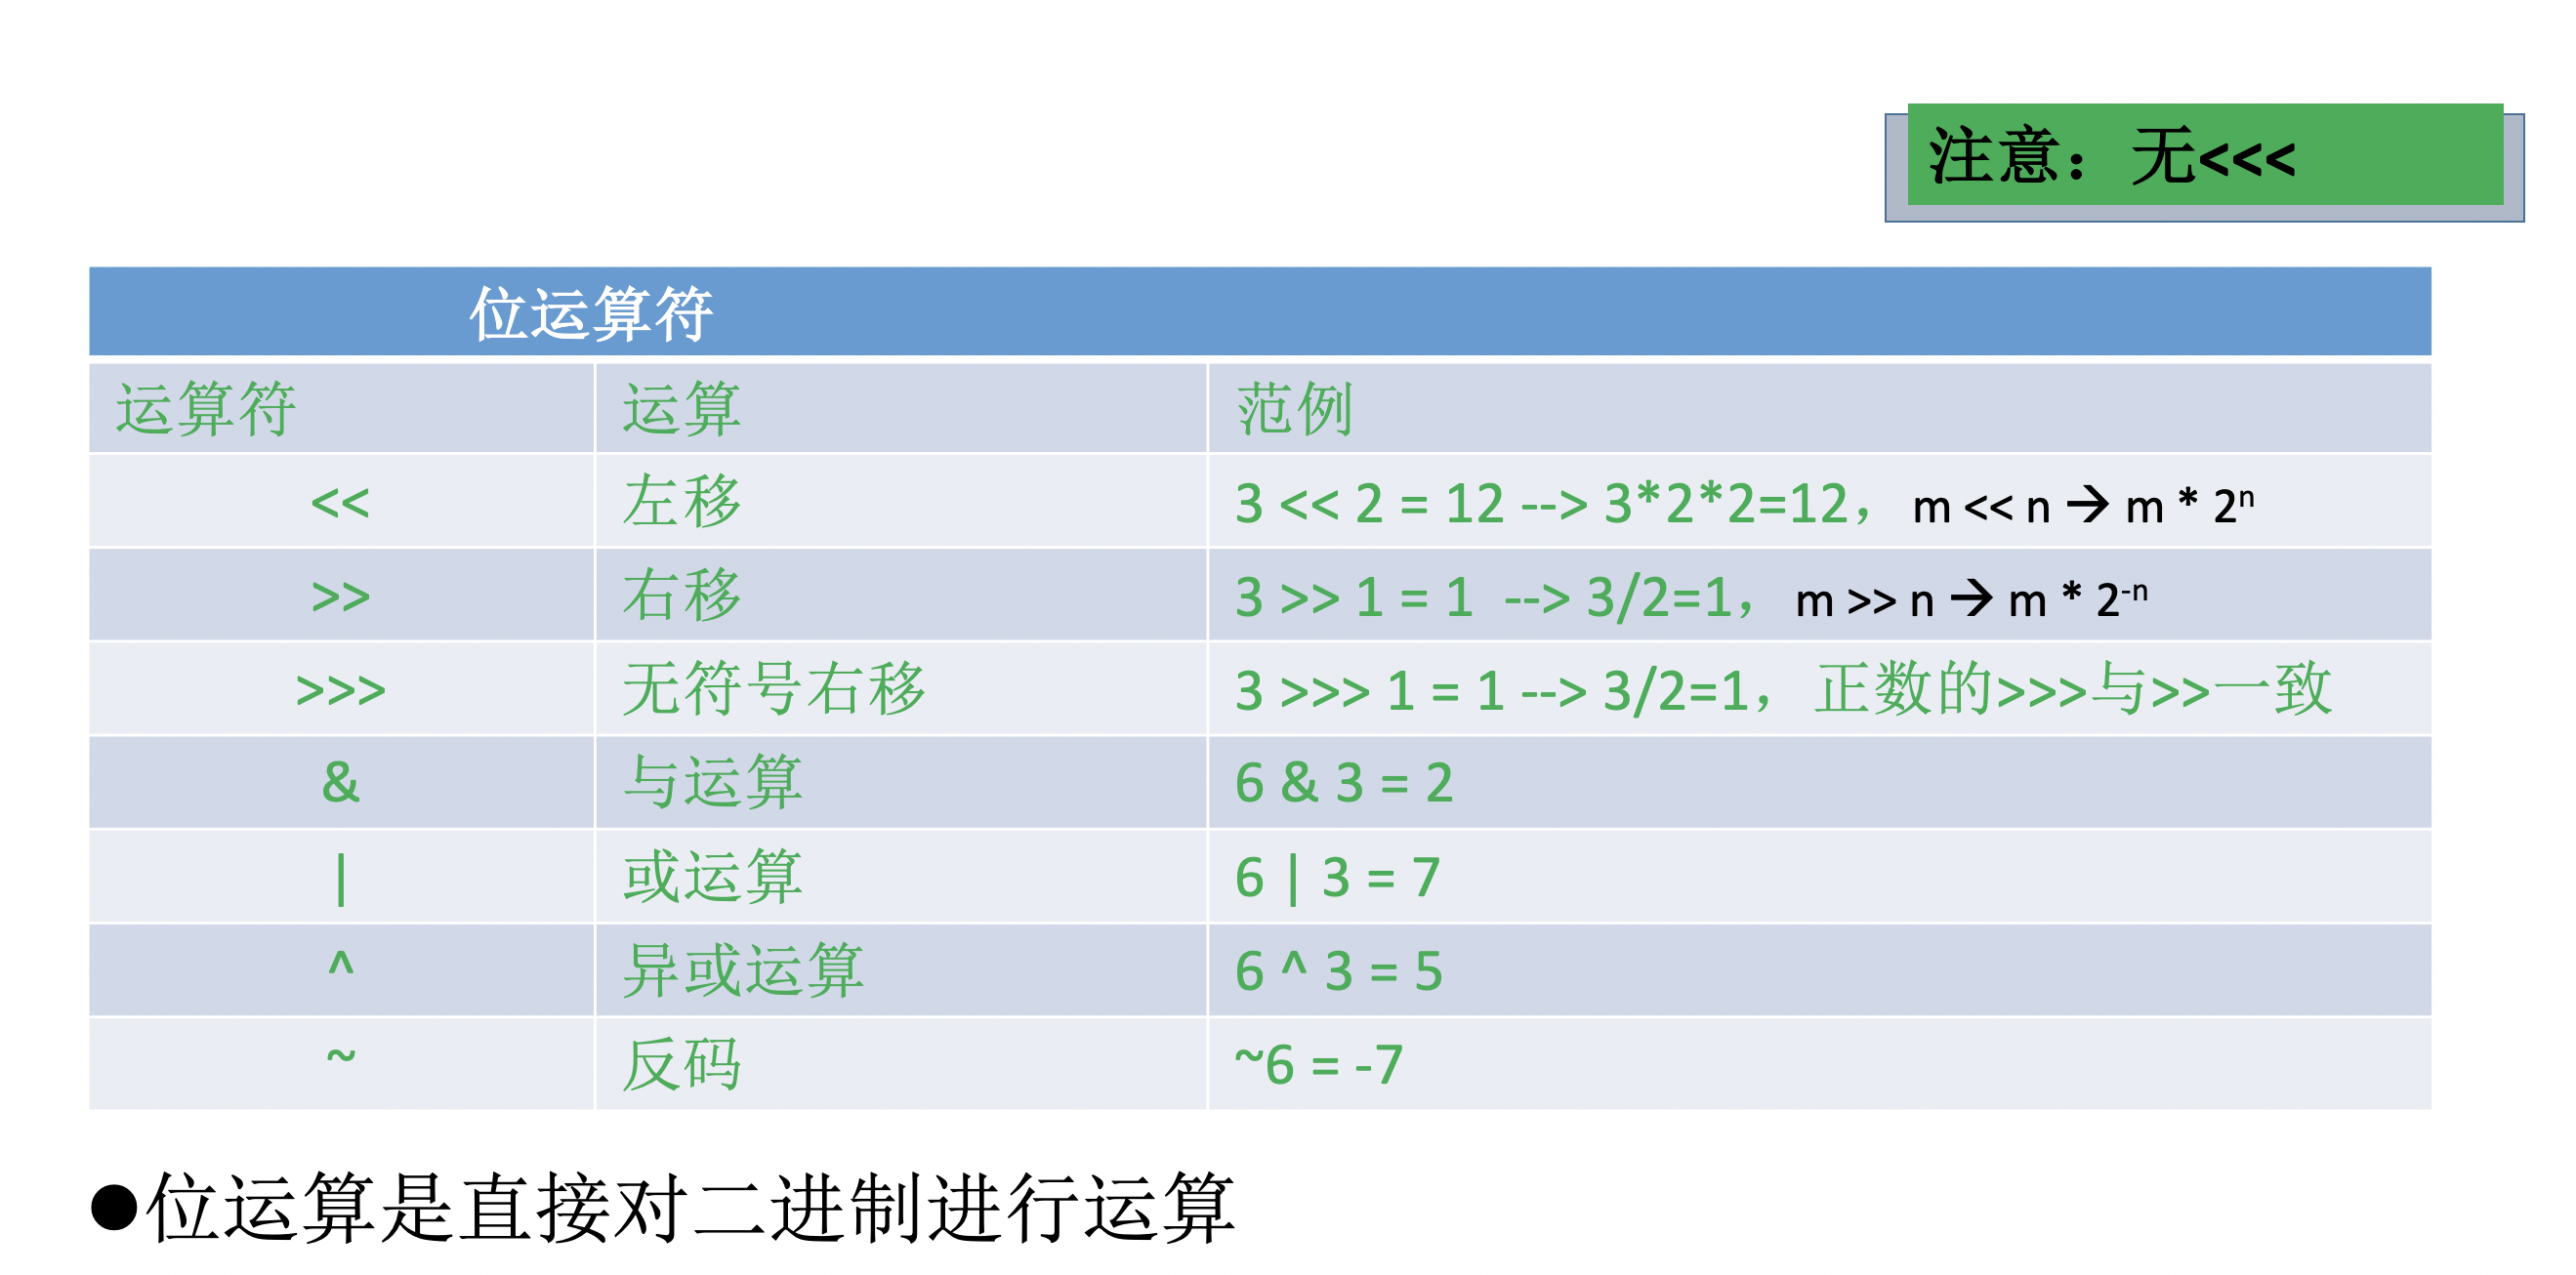 注意：无<<<
位运算符
运算符 运算 范例
<< 左移 3 << 2 = 12 --> 3*2*2=12， m << n → m * 2ⁿ
>> 右移 3 >> 1 = 1 --> 3/2=1， m >> n → m * 2⁻ⁿ
>>> 无符号右移 3 >>> 1 = 1 --> 3/2=1，正数的>>>与>>一致
& 与运算 6 & 3 = 2
| 或运算 6 | 3 = 7
^ 异或运算 6 ^ 3 = 5
~ 反码 ~6 = -7
●位运算是直接对二进制进行运算